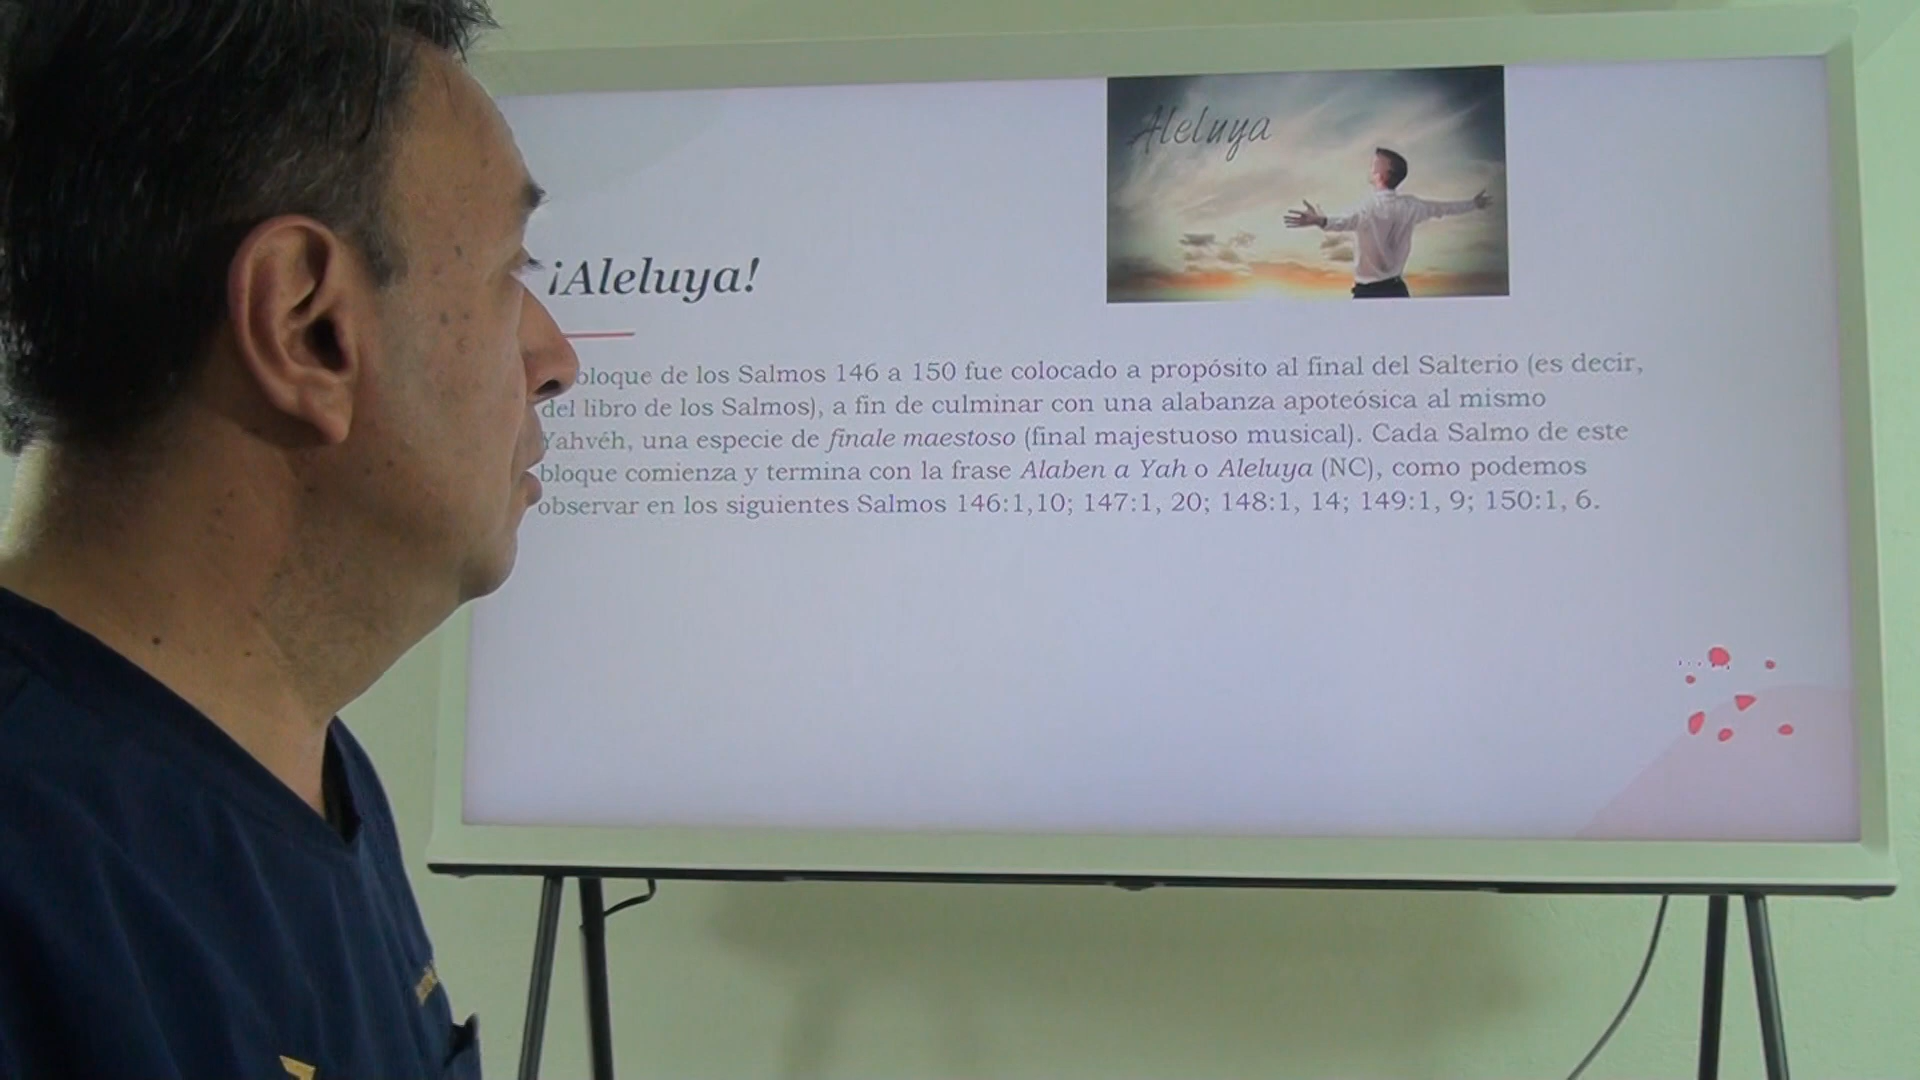 Aleluya
¡Aleluya!
bloque de los Salmos 146 a 150 fue colocado a propósito al final del Salterio (es decir,
del libro de los Salmos), a fin de culminar con una alabanza apoteósica al mismo
Yahvéh, una especie de finale maestoso (final majestuoso musical). Cada Salmo de este
bloque comienza y termina con la frase Alaben a Yah o Aleluya (NC), como podemos
observar en los siguientes Salmos 146:1,10; 147:1, 20; 148:1, 14; 149:1, 9; 150:1, 6.